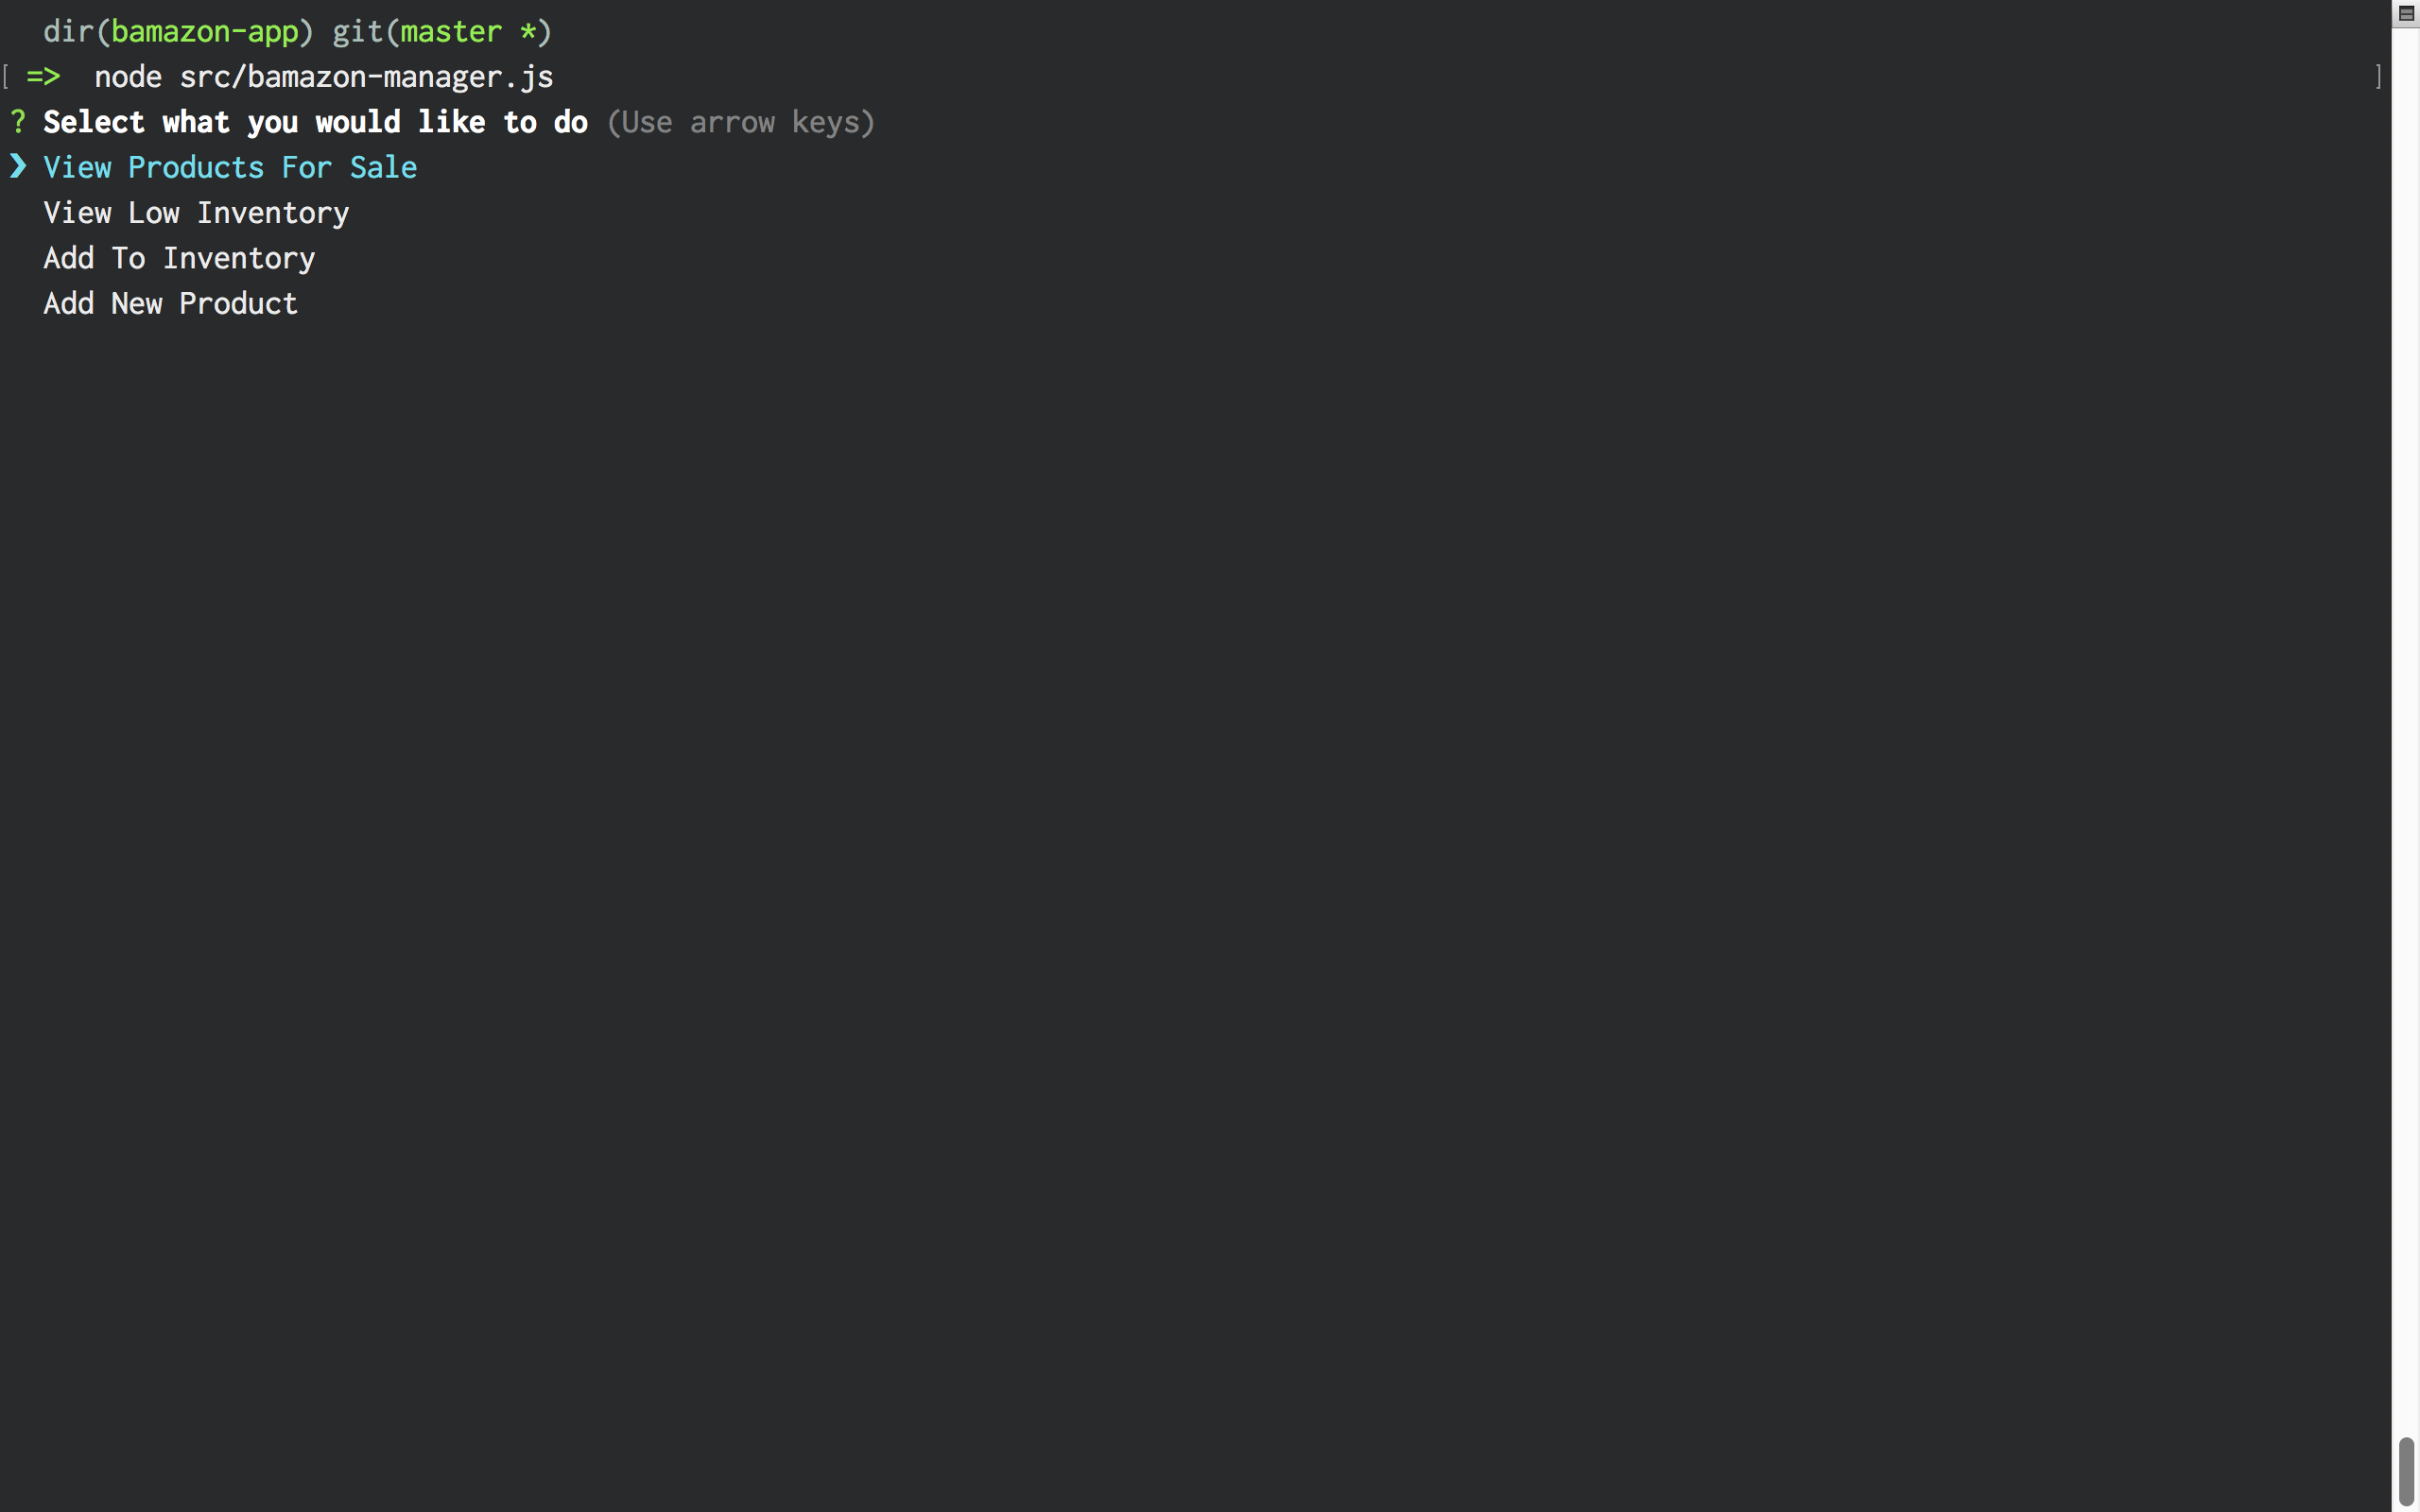 dir(bamazon-app) git(master *)
[ =>  node src/bamazon-manager.js ]
? Select what you would like to do (Use arrow keys)
❯ View Products For Sale
View Low Inventory
Add To Inventory
Add New Product